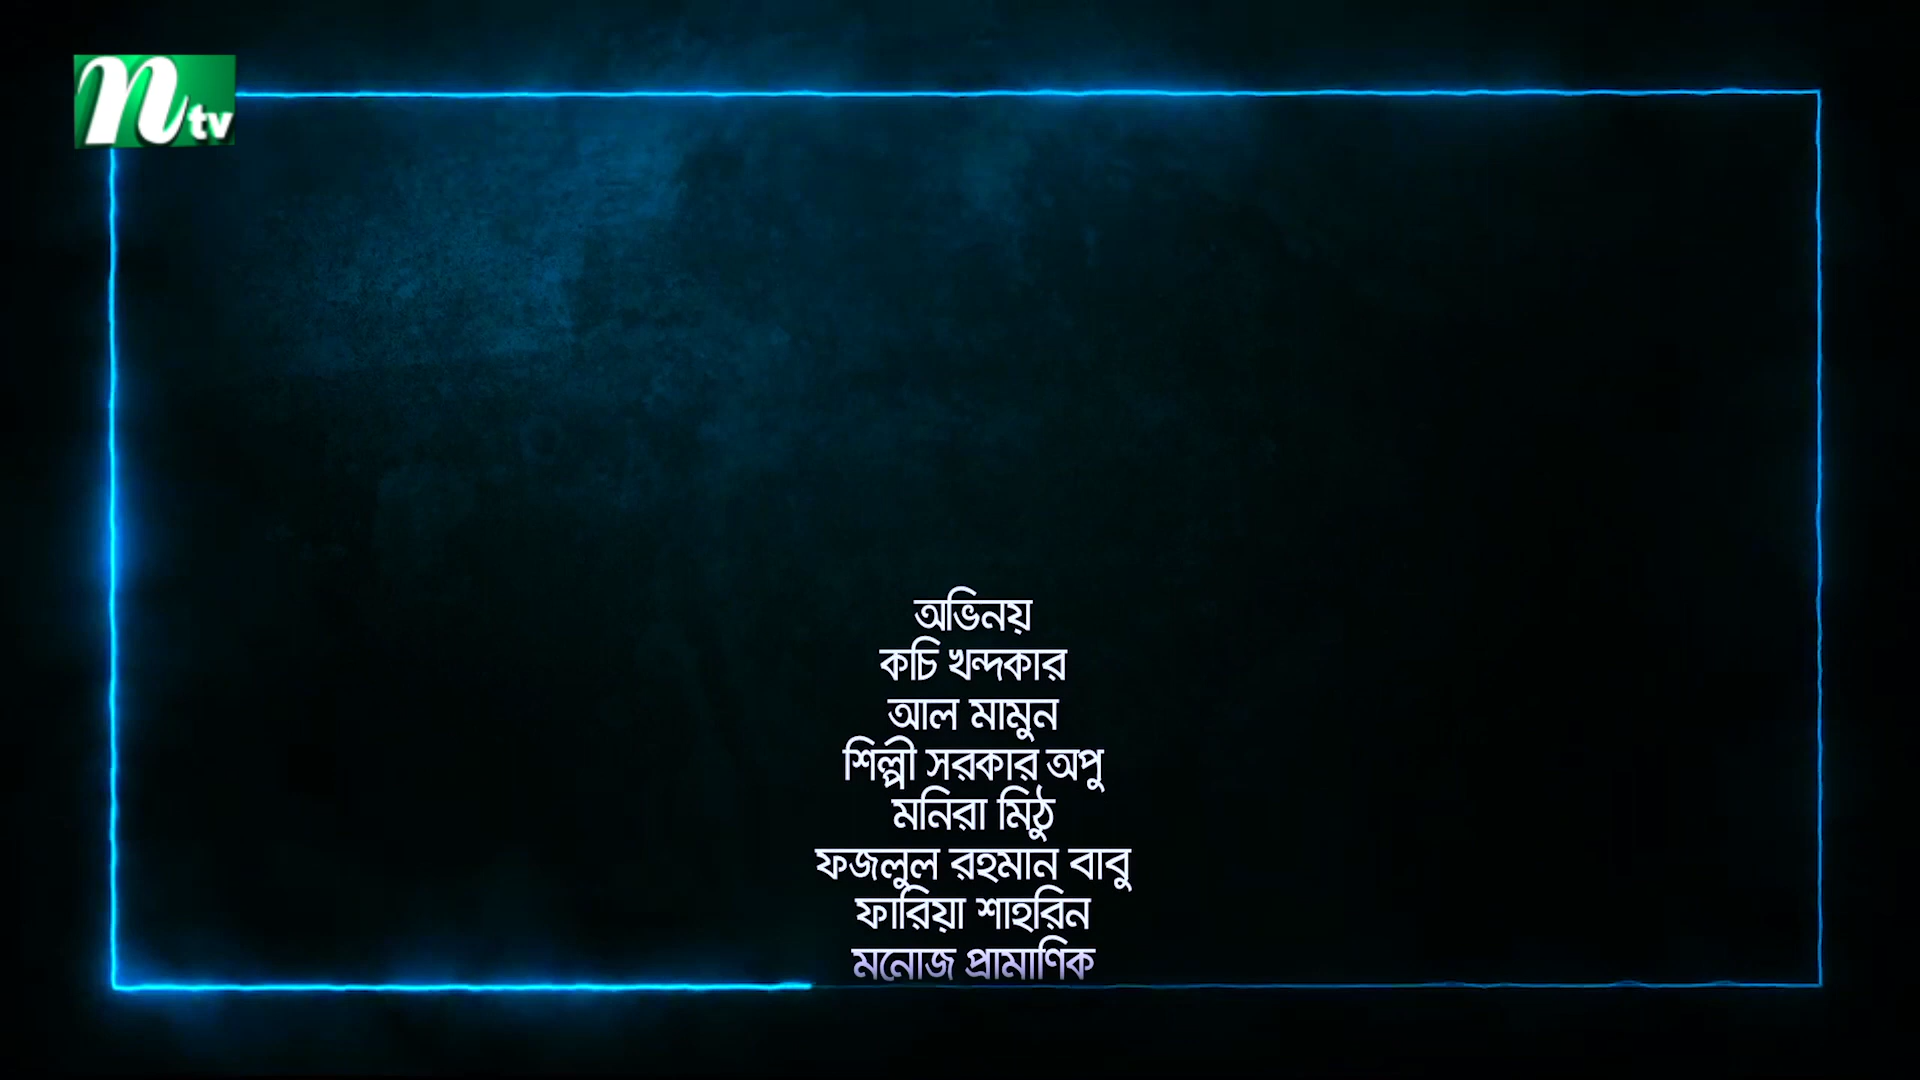 ntv
অভিনয়
কচি খন্দকার
আল মামুন
শিল্পী সরকার অপু
মনিরা মিঠু
ফজলুল রহমান বাবু
ফারিয়া শাহরিন
মনোজ প্রামাণিক